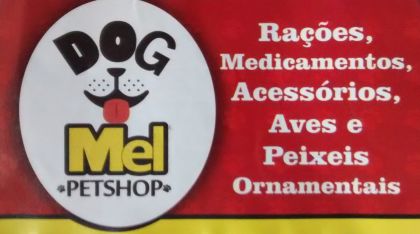 DOG
Mel
PETSHOP
Rações,
Medicamentos,
Acessórios,
Aves e
Peixeis
Ornamentais